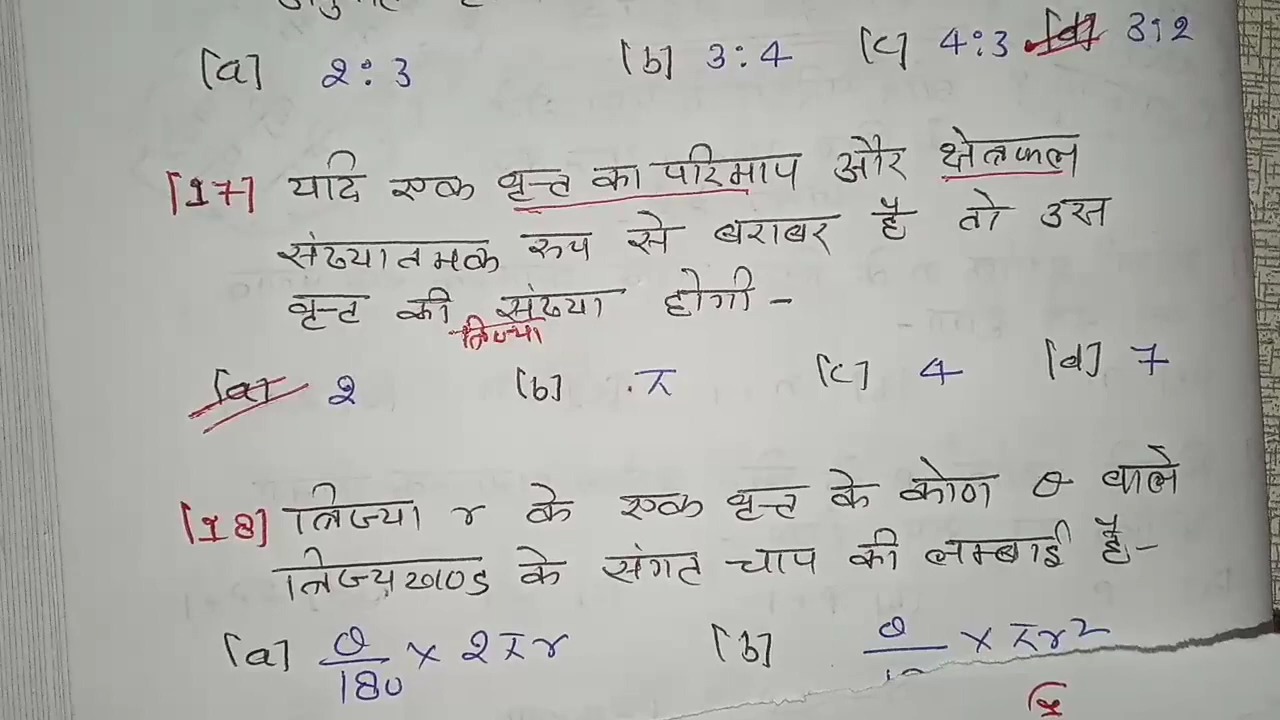 [a] 2:3 [b] 3:4 [c] 4:3 [d] 3:2
[17] यदि एक वृत्त का परिमाप और क्षेत्रफल
संख्यातमक रुप से बराबर है तो उस
वृत्त की संख्या होगी -
त्रिज्या
[a] 2 [b] .π [c] 4 [d] 7
[18] त्रिज्या r के एक वृत्त के कोण θ वाले
त्रिज्यखण्ड के संगत चाप की लम्बाई है:-
[a] θ/180 × 2πr [b] θ × πr²